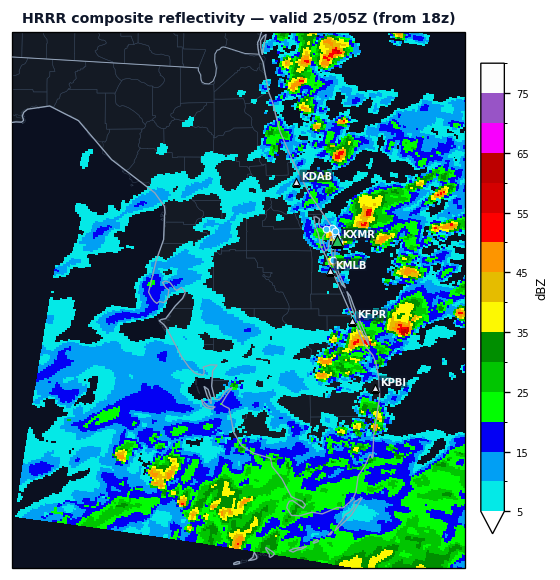 HRRR composite reflectivity — valid 25/05Z (from 18z)
KDAB
KXMR
KMLB
KFPR
KPBI
75
65
55
45
35
25
15
5
dBZ